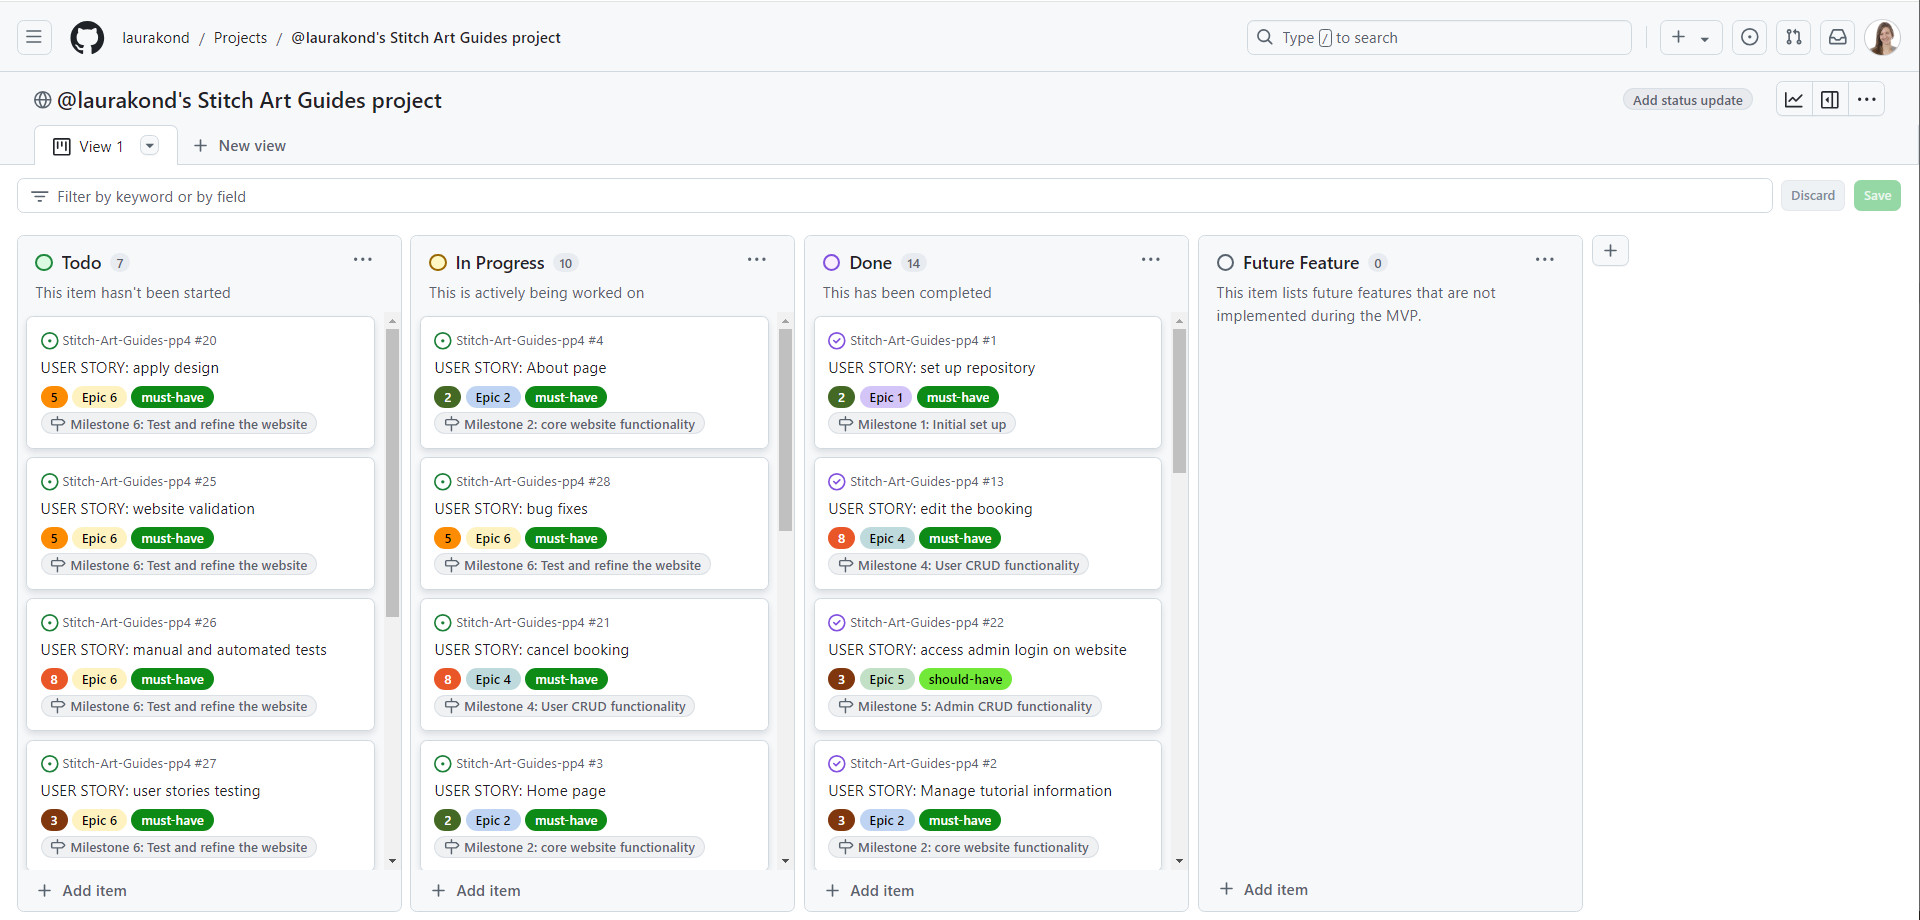 laurakond / Projects / @laurakond's Stitch Art Guides project
Type / to search
@laurakond's Stitch Art Guides project
Add status update
View 1
New view
Filter by keyword or by field
Discard
Save
Todo 7
This item hasn't been started
Stitch-Art-Guides-pp4 #20
USER STORY: apply design
5 Epic 6 must-have
Milestone 6: Test and refine the website
Stitch-Art-Guides-pp4 #25
USER STORY: website validation
5 Epic 6 must-have
Milestone 6: Test and refine the website
Stitch-Art-Guides-pp4 #26
USER STORY: manual and automated tests
8 Epic 6 must-have
Milestone 6: Test and refine the website
Stitch-Art-Guides-pp4 #27
USER STORY: user stories testing
3 Epic 6 must-have
Milestone 6: Test and refine the website
Add item
In Progress 10
This is actively being worked on
Stitch-Art-Guides-pp4 #4
USER STORY: About page
2 Epic 2 must-have
Milestone 2: core website functionality
Stitch-Art-Guides-pp4 #28
USER STORY: bug fixes
5 Epic 6 must-have
Milestone 6: Test and refine the website
Stitch-Art-Guides-pp4 #21
USER STORY: cancel booking
8 Epic 4 must-have
Milestone 4: User CRUD functionality
Stitch-Art-Guides-pp4 #3
USER STORY: Home page
2 Epic 2 must-have
Milestone 2: core website functionality
Add item
Done 14
This has been completed
Stitch-Art-Guides-pp4 #1
USER STORY: set up repository
2 Epic 1 must-have
Milestone 1: Initial set up
Stitch-Art-Guides-pp4 #13
USER STORY: edit the booking
8 Epic 4 must-have
Milestone 4: User CRUD functionality
Stitch-Art-Guides-pp4 #22
USER STORY: access admin login on website
3 Epic 5 should-have
Milestone 5: Admin CRUD functionality
Stitch-Art-Guides-pp4 #2
USER STORY: Manage tutorial information
3 Epic 2 must-have
Milestone 2: core website functionality
Add item
Future Feature 0
This item lists future features that are not
implemented during the MVP.
Add item